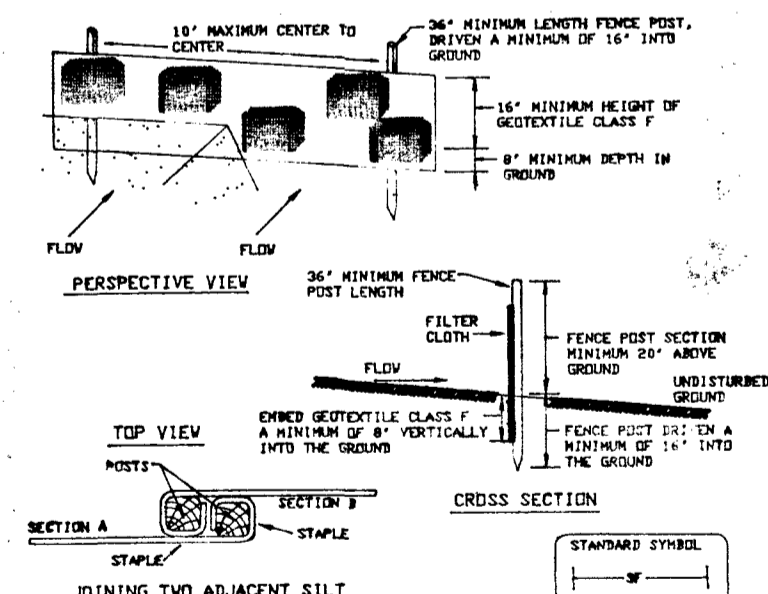 10' MAXIMUM CENTER TO
CENTER
36" MINIMUM LENGTH FENCE POST,
DRIVEN A MINIMUM OF 16" INTO
GROUND
16" MINIMUM HEIGHT OF
GEOTEXTILE CLASS F
8" MINIMUM DEPTH IN
GROUND
FLOW
FLOW
PERSPECTIVE VIEW
36" MINIMUM FENCE
POST LENGTH
FILTER
CLOTH
FENCE POST SECTION
MINIMUM 20" ABOVE
GROUND
FLOW
UNDISTURBED
GROUND
EMBED GEOTEXTILE CLASS F
A MINIMUM OF 8" VERTICALLY
INTO THE GROUND
FENCE POST DRIVEN A
MINIMUM OF 16" INTO
THE GROUND
CROSS SECTION
TOP VIEW
POSTS
SECTION B
SECTION A
STAPLE
STAPLE
JOINING TWO ADJACENT SILT
STANDARD SYMBOL
SF